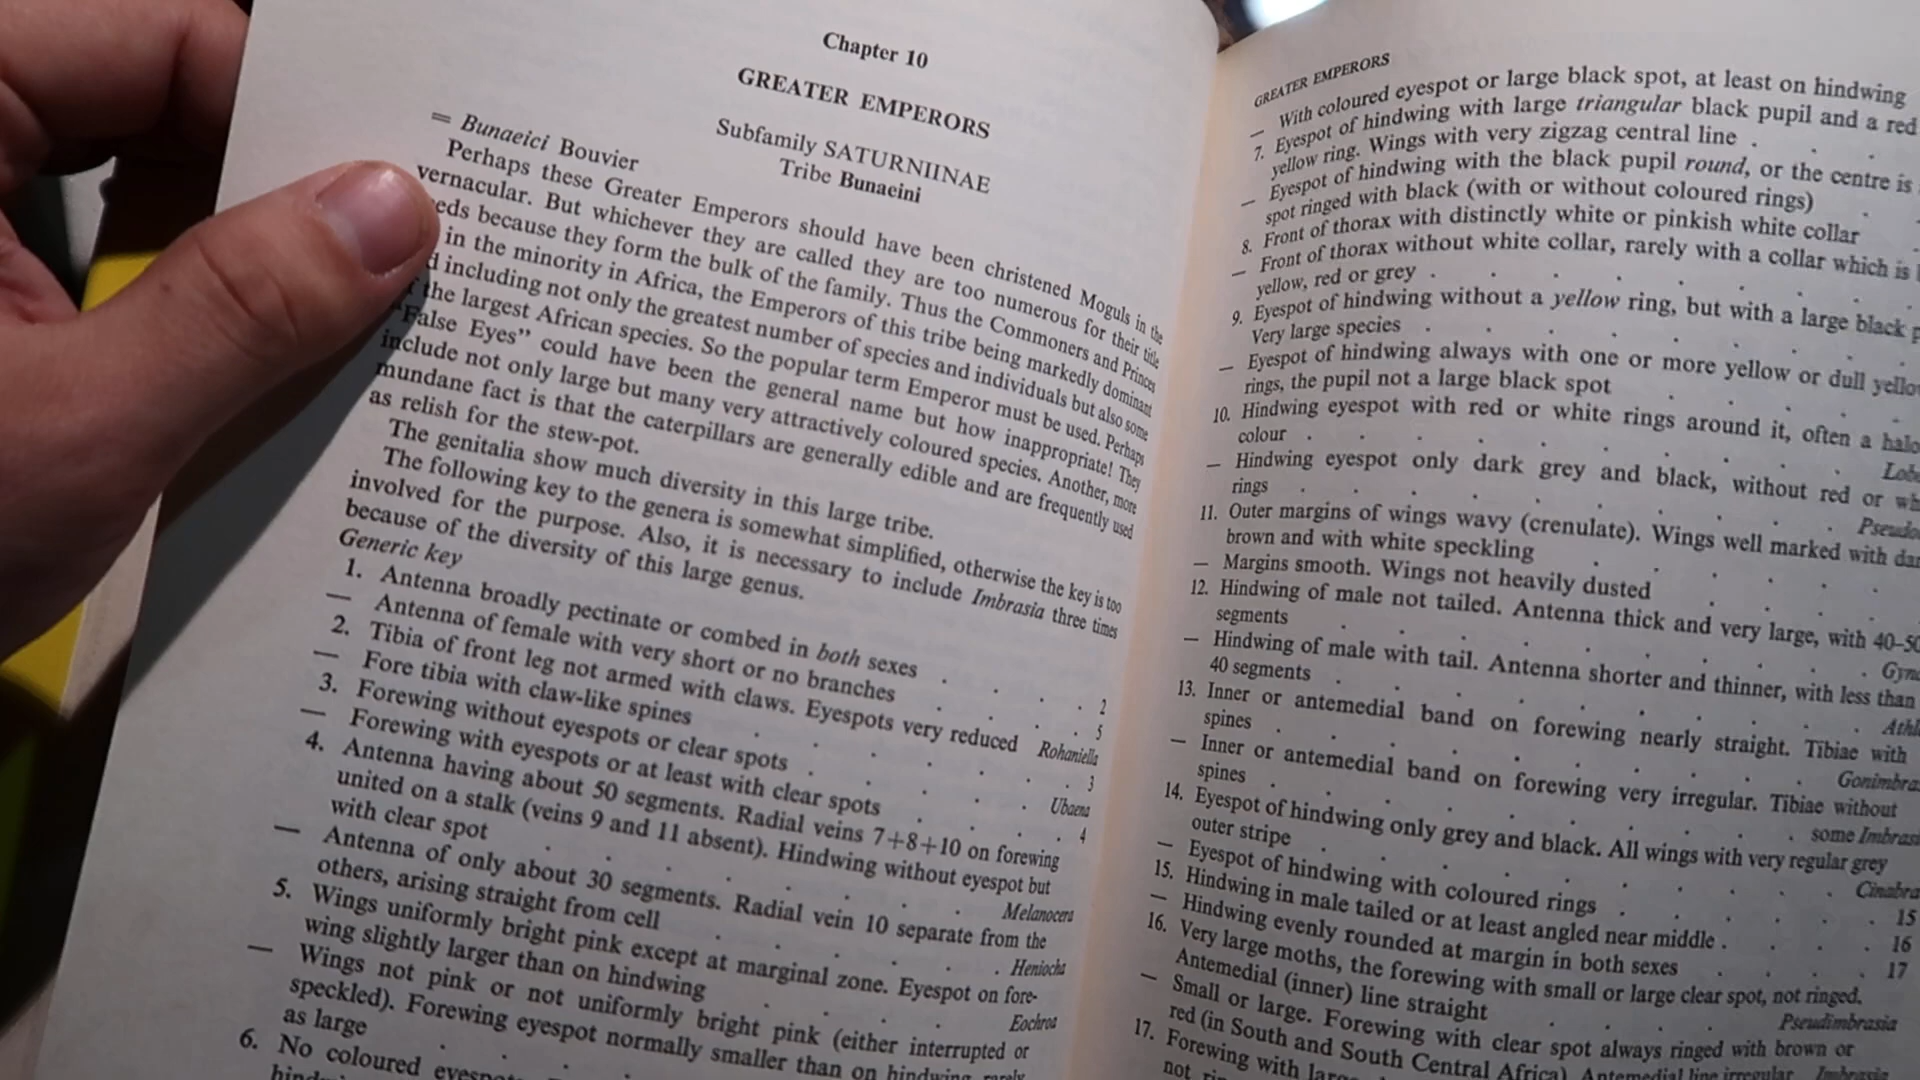 Chapter 10
GREATER EMPERORS
Subfamily SATURNIINAE
Tribe Bunaeini
= Bunaeici Bouvier
Perhaps these Greater Emperors should have been christened Moguls in the
vernacular. But whichever they are called they are too numerous for their title
because they form the bulk of the family. Thus the Commoners and Princes
in the minority in Africa, the Emperors of this tribe being markedly dominant
including not only the greatest number of species and individuals but also some
the largest African species. So the popular term Emperor must be used. Perhaps
"False Eyes" could have been the general name but how inappropriate! They
include not only large but many very attractively coloured species. Another, more
mundane fact is that the caterpillars are generally edible and are frequently used
as relish for the stew-pot.
The genitalia show much diversity in this large tribe.
The following key to the genera is somewhat simplified, otherwise the key is too
involved for the purpose. Also, it is necessary to include Imbrasia three times
because of the diversity of this large genus.
Generic key
1. Antenna broadly pectinate or combed in both sexes . . . . 2
— Antenna of female with very short or no branches . . . . 5
2. Tibia of front leg not armed with claws. Eyespots very reduced Rohaniella
— Fore tibia with claw-like spines . . . . . . 3
3. Forewing without eyespots or clear spots . . . . . Ubaena
— Forewing with eyespots or at least with clear spots . . . . 4
4. Antenna having about 50 segments. Radial veins 7+8+10 on forewing
united on a stalk (veins 9 and 11 absent). Hindwing without eyespot but
with clear spot . . . . . . . . Melanocera
— Antenna of only about 30 segments. Radial vein 10 separate from the
others, arising straight from cell . . . . . . Heniocha
5. Wings uniformly bright pink except at marginal zone. Eyespot on fore-
wing slightly larger than on hindwing . . . . . Eochroa
— Wings not pink or not uniformly bright pink (either interrupted or
speckled). Forewing eyespot normally smaller than on hindwing, rarely
as large . . . .
6. No coloured
GREATER EMPERORS
— With coloured eyespot or large black spot, at least on hindwing
7. Eyespot of hindwing with large triangular black pupil and a red
yellow ring. Wings with very zigzag central line . . .
— Eyespot of hindwing with the black pupil round, or the centre is
spot ringed with black (with or without coloured rings) .
8. Front of thorax with distinctly white or pinkish white collar
— Front of thorax without white collar, rarely with a collar which is
yellow, red or grey . . . . . . .
9. Eyespot of hindwing without a yellow ring, but with a large black
Very large species . . . . . . .
— Eyespot of hindwing always with one or more yellow or dull
rings, the pupil not a large black spot . . . . .
10. Hindwing eyespot with red or white rings around it, often a halo
colour . . . . . . . .
— Hindwing eyespot only dark grey and black, without red or
rings . . . . . . . .
11. Outer margins of wings wavy (crenulate). Wings well marked with
brown and with white speckling . . . . .
— Margins smooth. Wings not heavily dusted . . . .
12. Hindwing of male not tailed. Antenna thick and very large, with
segments . . . . . . . .
— Hindwing of male with tail. Antenna shorter and thinner, with less than
40 segments . . . . . . . .
13. Inner or antemedial band on forewing nearly straight. Tibiae with
spines . . . . . . . .
— Inner or antemedial band on forewing very irregular. Tibiae without
spines . . . . . . . some
14. Eyespot of hindwing only grey and black. All wings with very regular grey
outer stripe . . . . . . . .
— Eyespot of hindwing with coloured rings . . . . . 15
15. Hindwing in male tailed or at least angled near middle . . . . 16
— Hindwing evenly rounded at margin in both sexes . . . . 17
16. Very large moths, the forewing with small or large clear spot, not ringed.
Antemedial (inner) line straight . . . . . Pseudimbrasia
— Small or large. Forewing with clear spot always ringed with brown or
red (in South and South Central Africa). Antemedial line irregular Imbrasia
17. Forewing with
not